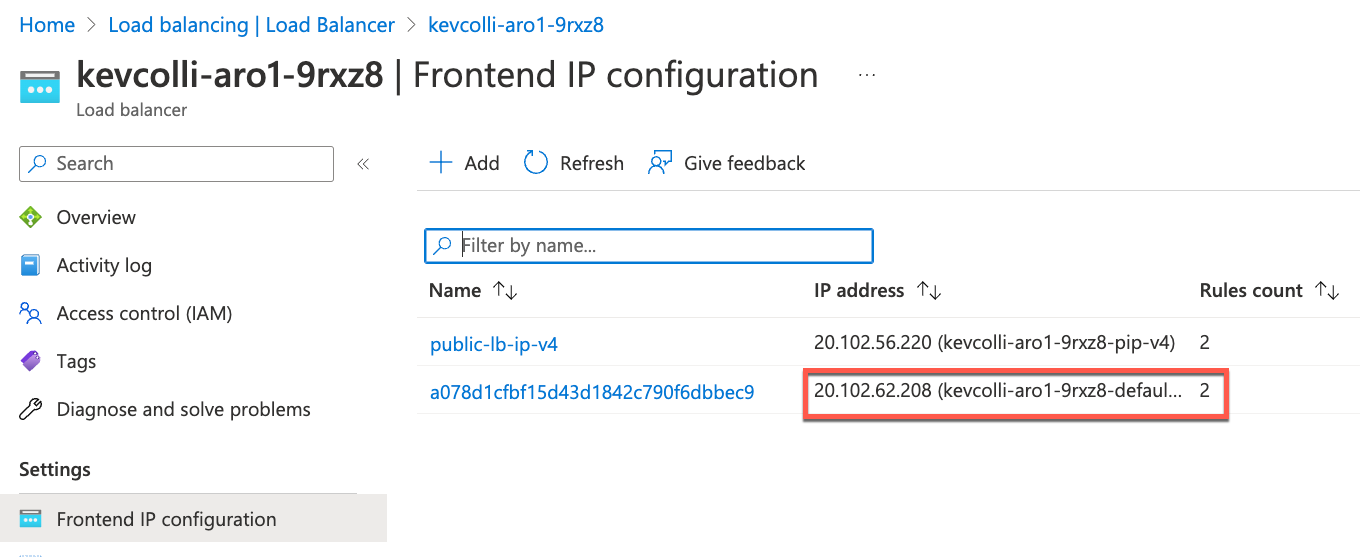 Home > Load balancing | Load Balancer > kevcolli-aro1-9rxz8
kevcolli-aro1-9rxz8 | Frontend IP configuration ...
Load balancer
Search «
Add Refresh Give feedback
Overview
Activity log
Access control (IAM)
Tags
Diagnose and solve problems
Settings
Frontend IP configuration
Filter by name...
Name ↑↓ IP address ↑↓ Rules count ↑↓
public-lb-ip-v4 20.102.56.220 (kevcolli-aro1-9rxz8-pip-v4) 2
a078d1cfbf15d43d1842c790f6dbbec9 20.102.62.208 (kevcolli-aro1-9rxz8-defaul... 2